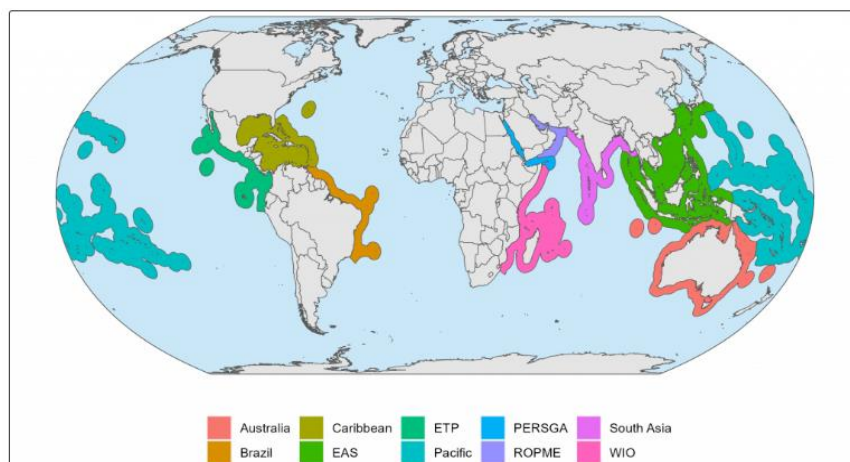 Australia Caribbean ETP PERSGA South Asia
Brazil EAS Pacific ROPME WIO